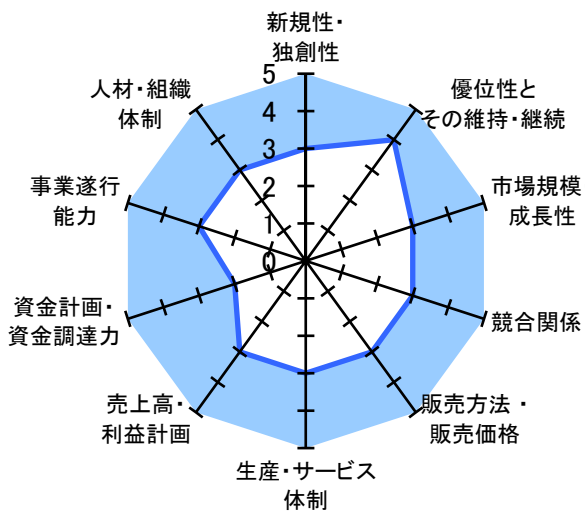 新規性・
独創性
優位性と
その維持・継続
市場規模
成長性
競合関係
販売方法・
販売価格
生産・サービス
体制
売上高・
利益計画
資金計画・
資金調達力
事業遂行
能力
人材・組織
体制
5
4
3
2
1
0